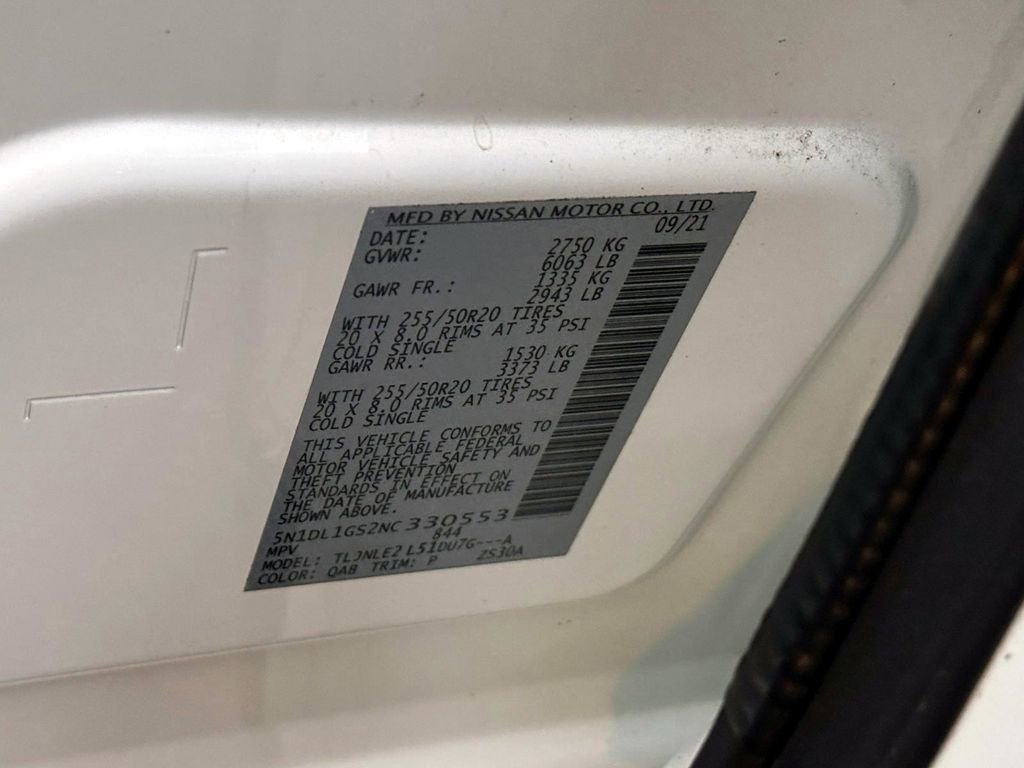 MFD BY NISSAN MOTOR CO., LTD.
DATE: 09/21
GVWR: 2750 KG
6063 LB
GAWR FR.: 1335 KG
2943 LB
WITH 255/50R20 TIRES
20 X 8.0 RIMS AT 35 PSI
COLD SINGLE
GAWR RR.: 1530 KG
3373 LB
WITH 255/50R20 TIRES
20 X 8.0 RIMS AT 35 PSI
COLD SINGLE
THIS VEHICLE CONFORMS TO
ALL APPLICABLE FEDERAL
MOTOR VEHICLE SAFETY AND
THEFT PREVENTION
STANDARDS IN EFFECT ON
THE DATE OF MANUFACTURE
SHOWN ABOVE.
5N1DL1GS2NC330553
MPV 844
MODEL: TLJNLE2 L51DU7G---A
COLOR: QAB TRIM: P 2S30A